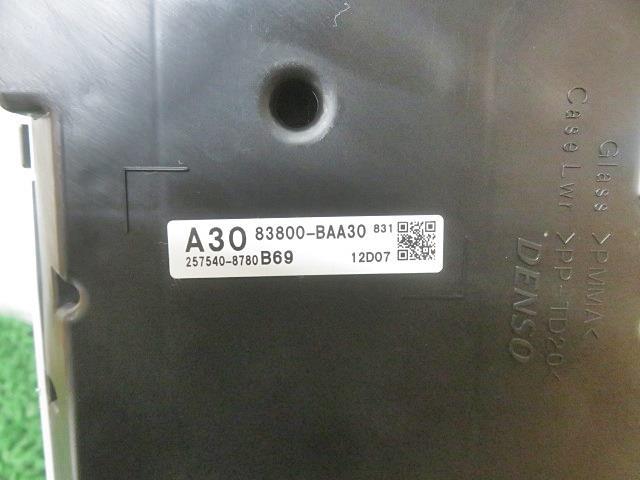 A30 83800-BAA30 831
257540-8780 B69 12D07
Glass >PMMA<
Case Lwr >PP-TD20<
DENSO